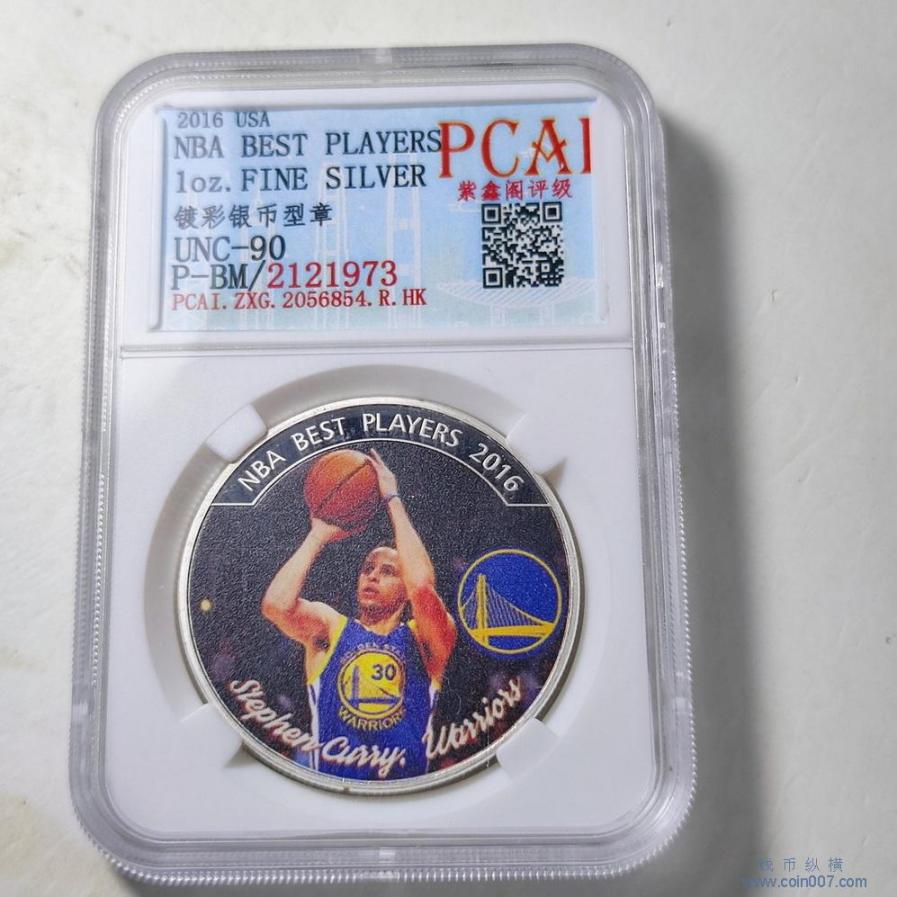 2016 USA
NBA BEST PLAYERS
1oz. FINE SILVER
镀彩银币型章
UNC-90
P-BM/2121973
PCAI.ZXG.2056854.R.HK
PCAI
紫鑫阁评级
NBA BEST PLAYERS 2016
GOLDEN STATE
30
WARRIORS
Stephen Curry. Warriors
钱币纵横
www.coin007.com